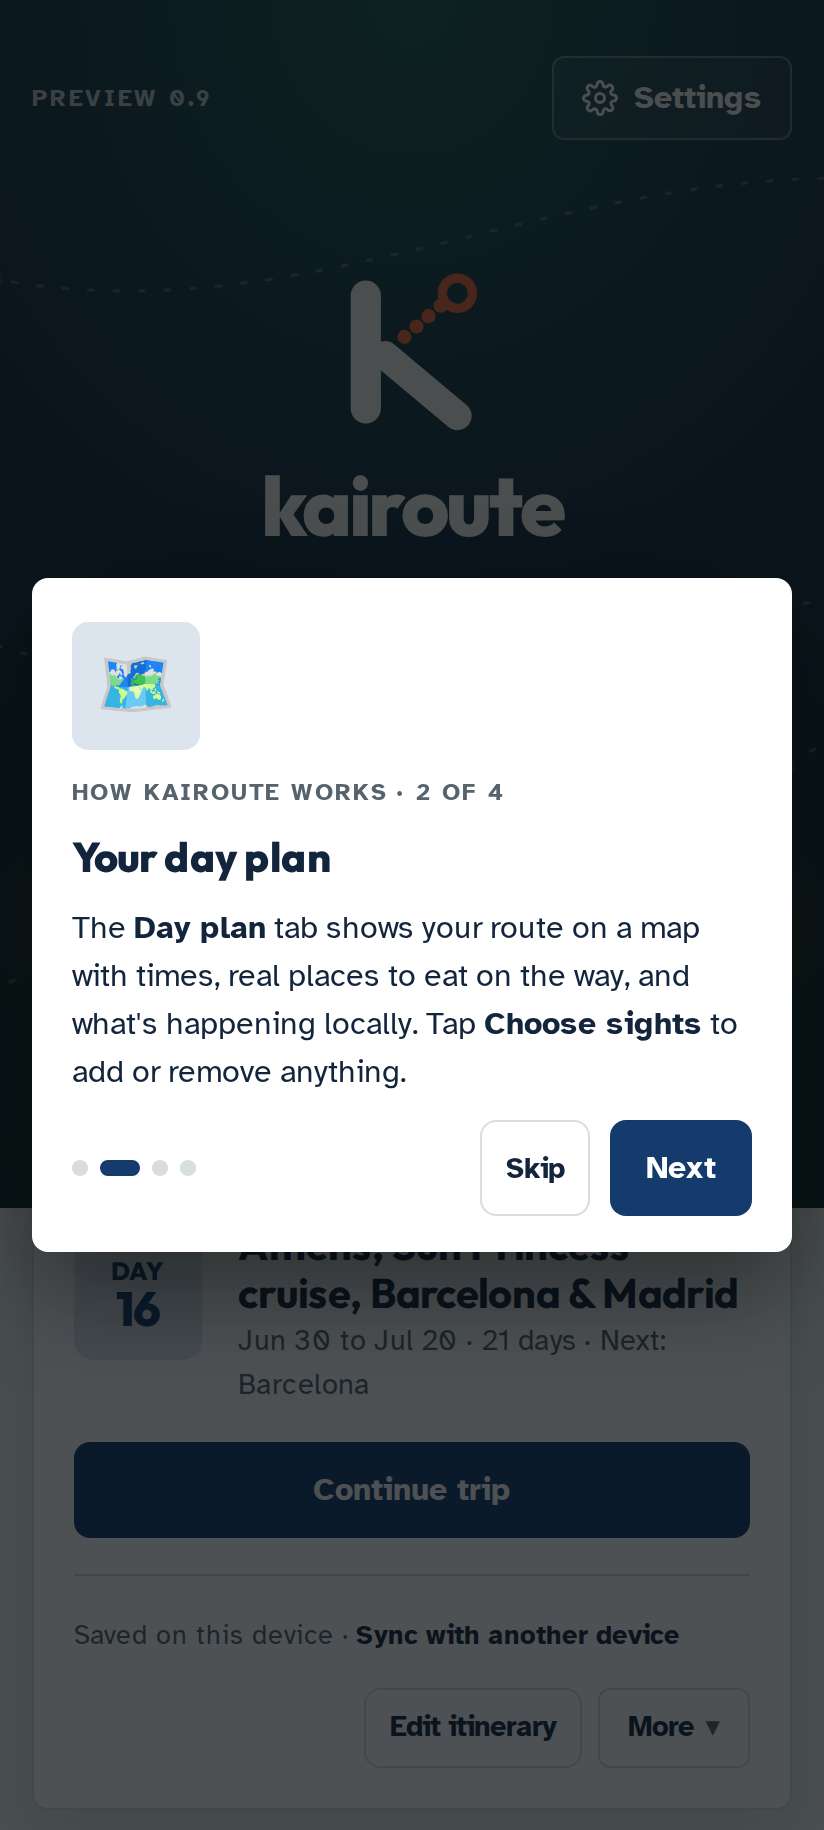 PREVIEW 0.9
Settings
kairoute
HOW KAIROUTE WORKS · 2 OF 4
Your day plan
The Day plan tab shows your route on a map
with times, real places to eat on the way, and
what's happening locally. Tap Choose sights to
add or remove anything.
Skip
Next
DAY
16
Athens, Sun Princess
cruise, Barcelona & Madrid
Jun 30 to Jul 20 · 21 days · Next:
Barcelona
Continue trip
Saved on this device · Sync with another device
Edit itinerary
More ▾